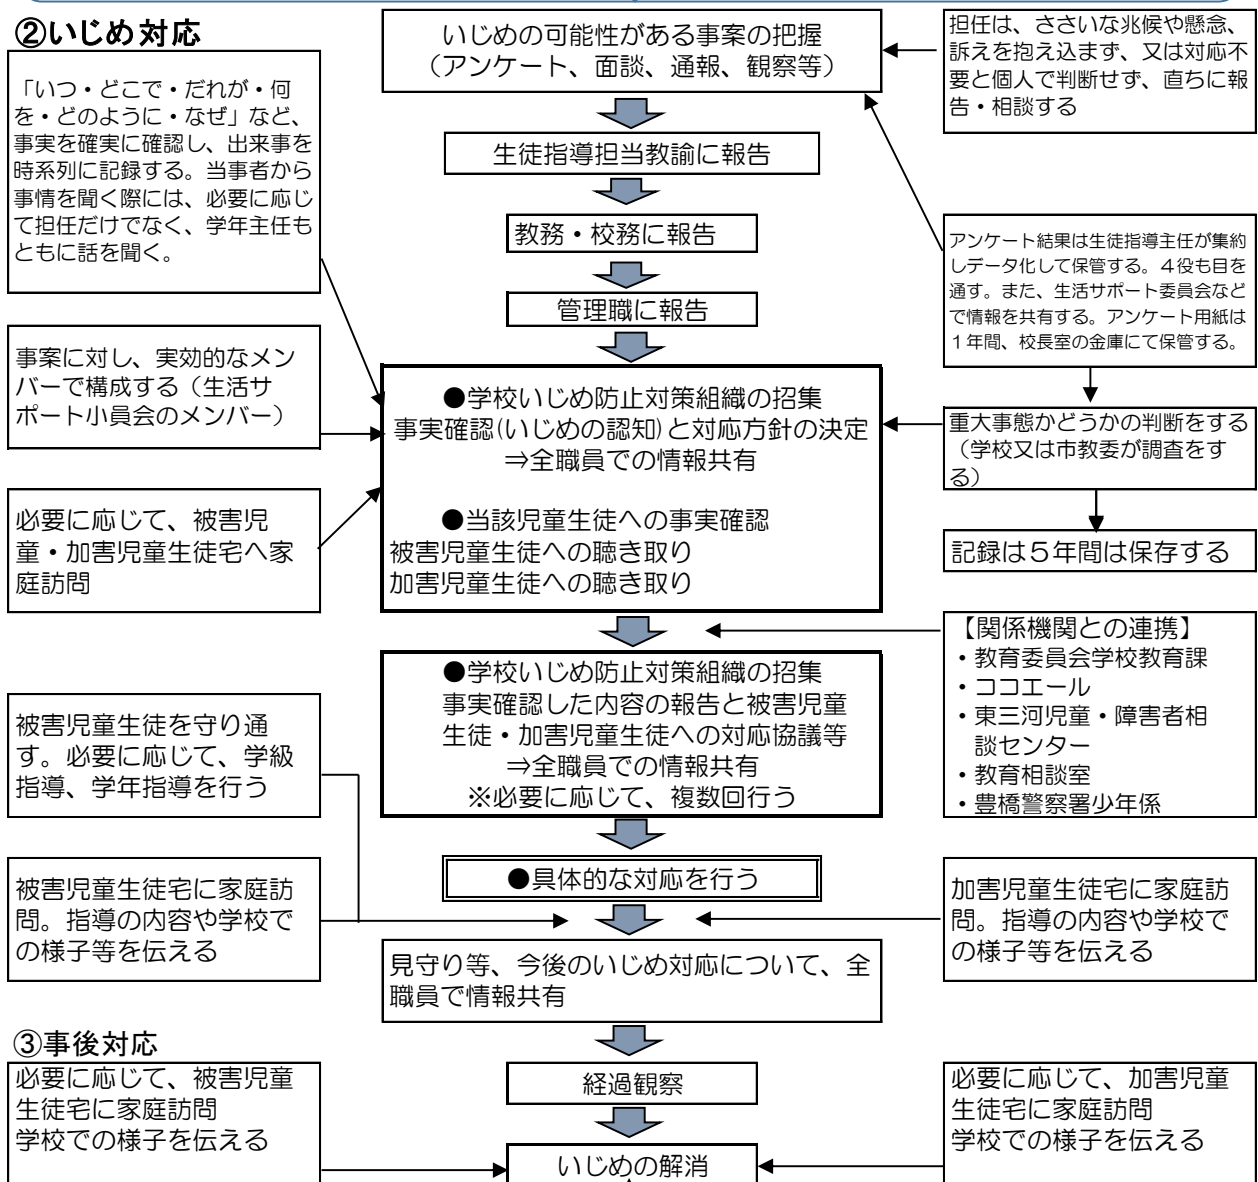 ②いじめ対応
いじめの可能性がある事案の把握
（アンケート、面談、通報、観察等）
担任は、ささいな兆候や懸念、
訴えを抱え込まず、又は対応不
要と個人で判断せず、直ちに報
告・相談する
「いつ・どこで・だれが・何
を・どのように・なぜ」など、
事実を確実に確認し、出来事を
時系列に記録する。当事者から
事情を聞く際には、必要に応じ
て担任だけでなく、学年主任も
ともに話を聞く。
生徒指導担当教諭に報告
教務・校務に報告
管理職に報告
アンケート結果は生徒指導主任が集約
しデータ化して保管する。４役も目を
通す。また、生活サポート委員会など
で情報を共有する。アンケート用紙は
１年間、校長室の金庫にて保管する。
事案に対し、実効的なメン
バーで構成する（生活サ
ポート小員会のメンバー）
●学校いじめ防止対策組織の招集
事実確認(いじめの認知)と対応方針の決定
⇒全職員での情報共有
●当該児童生徒への事実確認
被害児童生徒への聴き取り
加害児童生徒への聴き取り
重大事態かどうかの判断をする
（学校又は市教委が調査をす
る）
記録は５年間は保存する
必要に応じて、被害児
童・加害児童生徒宅へ家
庭訪問
【関係機関との連携】
・教育委員会学校教育課
・ココエール
・東三河児童・障害者相
談センター
・教育相談室
・豊橋警察署少年係
●学校いじめ防止対策組織の招集
事実確認した内容の報告と被害児童
生徒・加害児童生徒への対応協議等
⇒全職員での情報共有
※必要に応じて、複数回行う
被害児童生徒を守り通
す。必要に応じて、学級
指導、学年指導を行う
●具体的な対応を行う
被害児童生徒宅に家庭訪
問。指導の内容や学校で
の様子等を伝える
加害児童生徒宅に家庭訪
問。指導の内容や学校で
の様子等を伝える
見守り等、今後のいじめ対応について、全
職員で情報共有
③事後対応
必要に応じて、被害児童
生徒宅に家庭訪問
学校での様子を伝える
経過観察
必要に応じて、加害児童
生徒宅に家庭訪問
学校での様子を伝える
いじめの解消